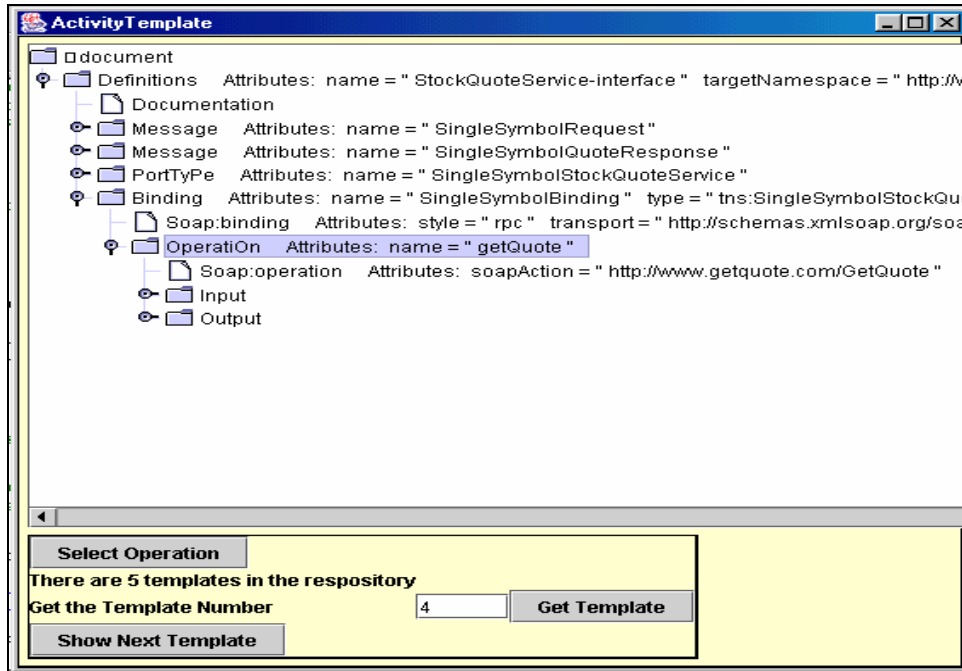 ActivityTemplate
document
Definitions Attributes: name = " StockQuoteService-interface " targetNamespace = " http://v
Documentation
Message Attributes: name = " SingleSymbolRequest "
Message Attributes: name = " SingleSymbolQuoteResponse "
PortTyPe Attributes: name = " SingleSymbolStockQuoteService "
Binding Attributes: name = " SingleSymbolBinding " type = " tns:SingleSymbolStockQu
Soap:binding Attributes: style = " rpc " transport = " http://schemas.xmlsoap.org/soa
OperatiOn Attributes: name = " getQuote "
Soap:operation Attributes: soapAction = " http://www.getquote.com/GetQuote "
Input
Output
Select Operation
There are 5 templates in the respository
Get the Template Number 4 Get Template
Show Next Template